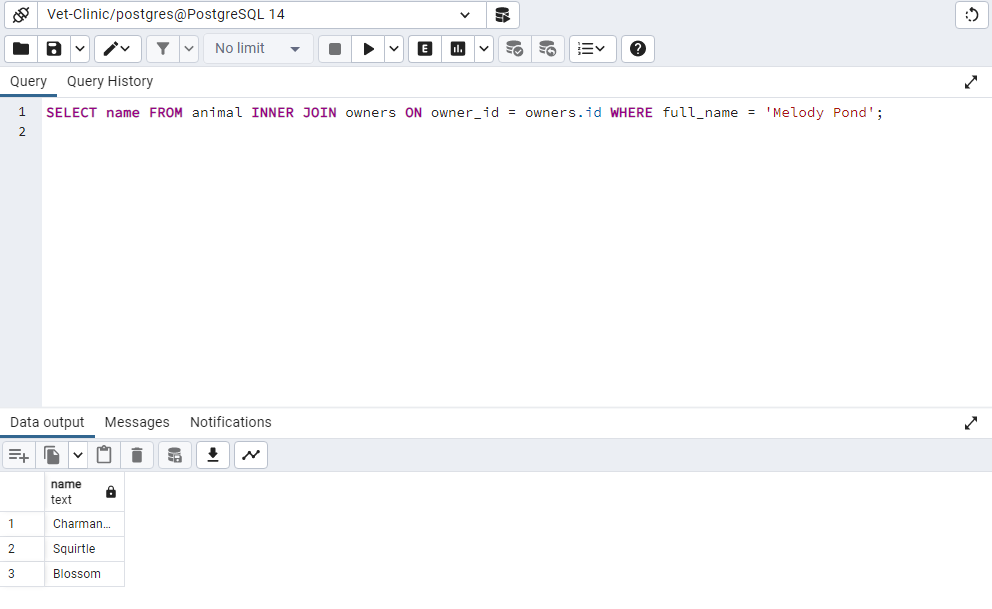 Vet-Clinic/postgres@PostgreSQL 14
No limit
E
Query Query History
1 SELECT name FROM animal INNER JOIN owners ON owner_id = owners.id WHERE full_name = 'Melody Pond';
2
Data output Messages Notifications
name
text
1 Charman...
2 Squirtle
3 Blossom